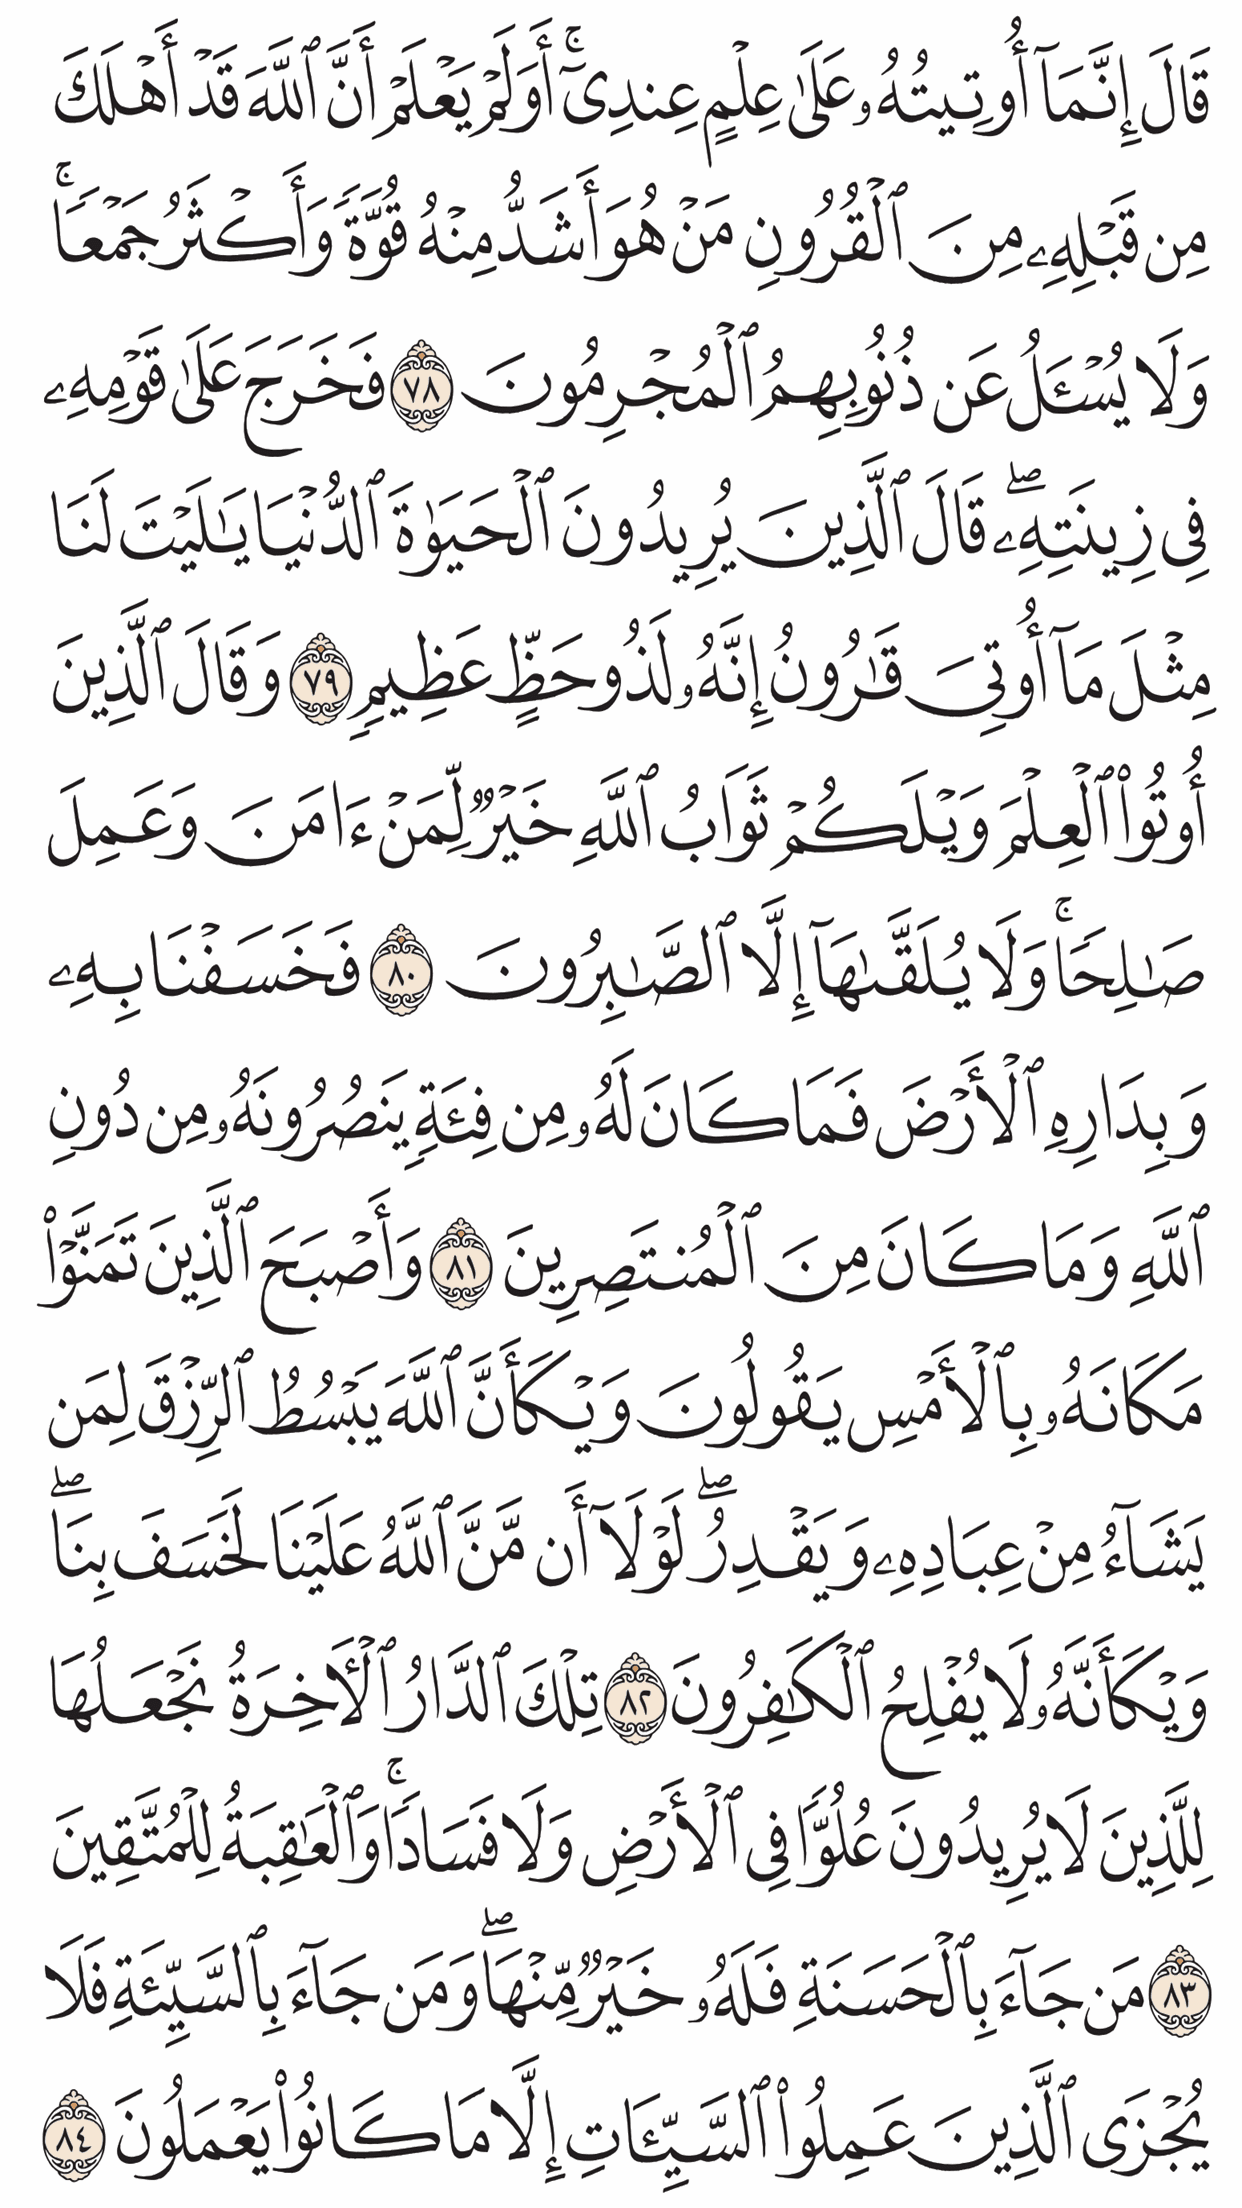 قَالَ إِنَّمَآ أُوتِيتُهُۥ عَلَىٰ عِلْمٍ عِندِىٓ ۚ أَوَلَمْ يَعْلَمْ أَنَّ ٱللَّهَ قَدْ أَهْلَكَ
مِن قَبْلِهِۦ مِنَ ٱلْقُرُونِ مَنْ هُوَ أَشَدُّ مِنْهُ قُوَّةً وَأَكْثَرُ جَمْعًا ۚ
وَلَا يُسْـَٔلُ عَن ذُنُوبِهِمُ ٱلْمُجْرِمُونَ ٧٨ فَخَرَجَ عَلَىٰ قَوْمِهِۦ
فِى زِينَتِهِۦ ۖ قَالَ ٱلَّذِينَ يُرِيدُونَ ٱلْحَيَوٰةَ ٱلدُّنْيَا يَـٰلَيْتَ لَنَا
مِثْلَ مَآ أُوتِىَ قَـٰرُونُ إِنَّهُۥ لَذُو حَظٍّ عَظِيمٍ ٧٩ وَقَالَ ٱلَّذِينَ
أُوتُوا۟ ٱلْعِلْمَ وَيْلَكُمْ ثَوَابُ ٱللَّهِ خَيْرٌ لِّمَنْ ءَامَنَ وَعَمِلَ
صَـٰلِحًا ۚ وَلَا يُلَقَّىٰهَآ إِلَّا ٱلصَّـٰبِرُونَ ٨٠ فَخَسَفْنَا بِهِۦ
وَبِدَارِهِ ٱلْأَرْضَ فَمَا كَانَ لَهُۥ مِن فِئَةٍ يَنصُرُونَهُۥ مِن دُونِ
ٱللَّهِ وَمَا كَانَ مِنَ ٱلْمُنتَصِرِينَ ٨١ وَأَصْبَحَ ٱلَّذِينَ تَمَنَّوْا۟
مَكَانَهُۥ بِٱلْأَمْسِ يَقُولُونَ وَيْكَأَنَّ ٱللَّهَ يَبْسُطُ ٱلرِّزْقَ لِمَن
يَشَآءُ مِنْ عِبَادِهِۦ وَيَقْدِرُ ۖ لَوْلَآ أَن مَّنَّ ٱللَّهُ عَلَيْنَا لَخَسَفَ بِنَا ۖ
وَيْكَأَنَّهُۥ لَا يُفْلِحُ ٱلْكَـٰفِرُونَ ٨٢ تِلْكَ ٱلدَّارُ ٱلْـَٔاخِرَةُ نَجْعَلُهَا
لِلَّذِينَ لَا يُرِيدُونَ عُلُوًّا فِى ٱلْأَرْضِ وَلَا فَسَادًا ۚ وَٱلْعَـٰقِبَةُ لِلْمُتَّقِينَ
٨٣ مَن جَآءَ بِٱلْحَسَنَةِ فَلَهُۥ خَيْرٌ مِّنْهَا ۖ وَمَن جَآءَ بِٱلسَّيِّئَةِ فَلَا
يُجْزَى ٱلَّذِينَ عَمِلُوا۟ ٱلسَّيِّـَٔاتِ إِلَّا مَا كَانُوا۟ يَعْمَلُونَ ٨٤